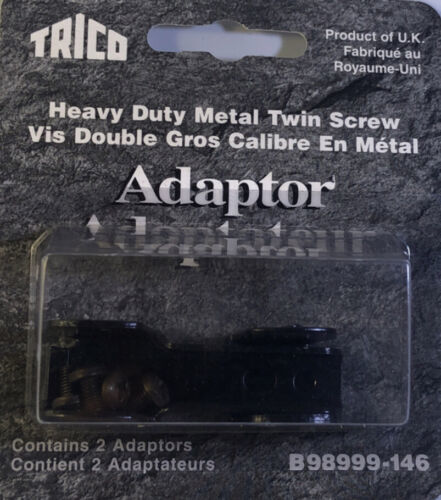 TRICO
Product of U.K.
Fabriqué au
Royaume-Uni
Heavy Duty Metal Twin Screw
Vis Double Gros Calibre En Métal
Adaptor
Adaptateur
Contains 2 Adaptors
Contient 2 Adaptateurs
B98999-146